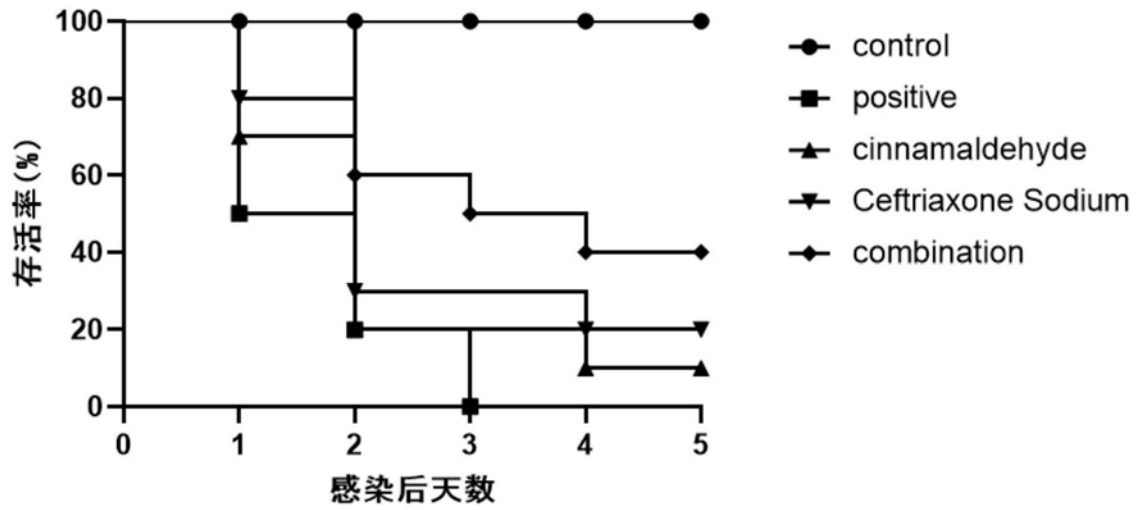 100
80
60
40
20
0
存活率(%)
0 1 2 3 4 5
感染后天数
control
positive
cinnamaldehyde
Ceftriaxone Sodium
combination